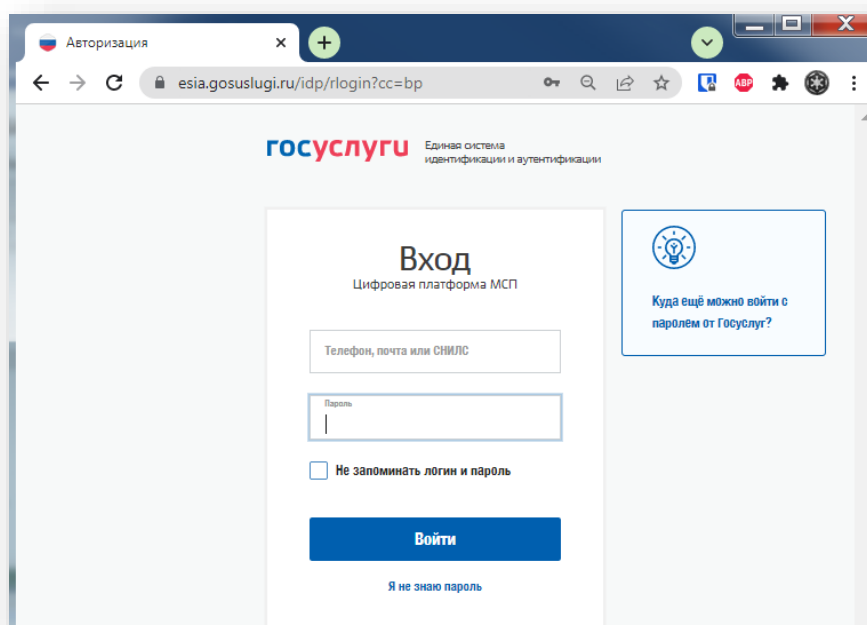 Авторизация
esia.gosuslugi.ru/idp/rlogin?cc=bp
ABP
госуслуги
Единая система
идентификации и аутентификации
Вход
Цифровая платформа МСП
Телефон, почта или СНИЛС
Пароль
Не запоминать логин и пароль
Войти
Я не знаю пароль
Куда ещё можно войти с
паролем от Госуслуг?